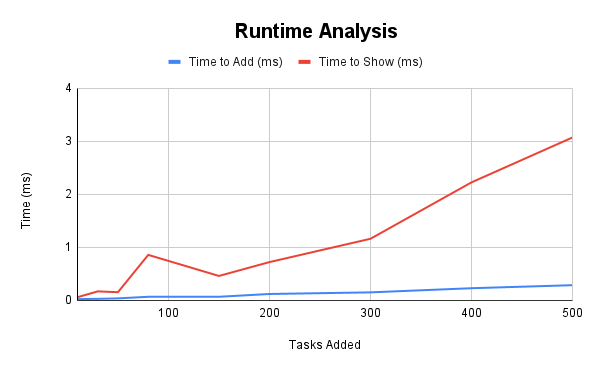 Runtime Analysis
Time to Add (ms) Time to Show (ms)
4
3
2
1
0
Time (ms)
100 200 300 400 500
Tasks Added